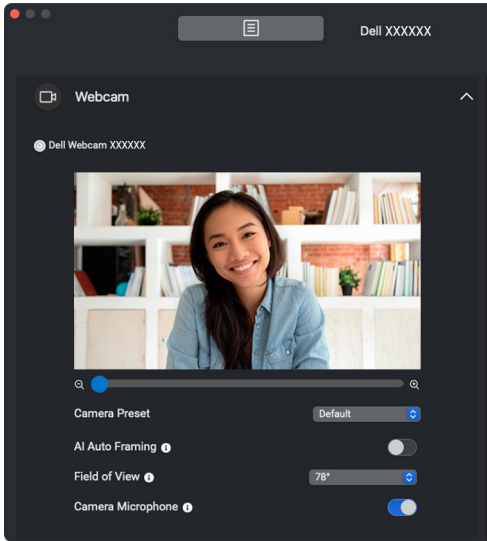 Dell XXXXXX
Webcam
Dell Webcam XXXXXX
Camera Preset Default
AI Auto Framing
Field of View 78°
Camera Microphone